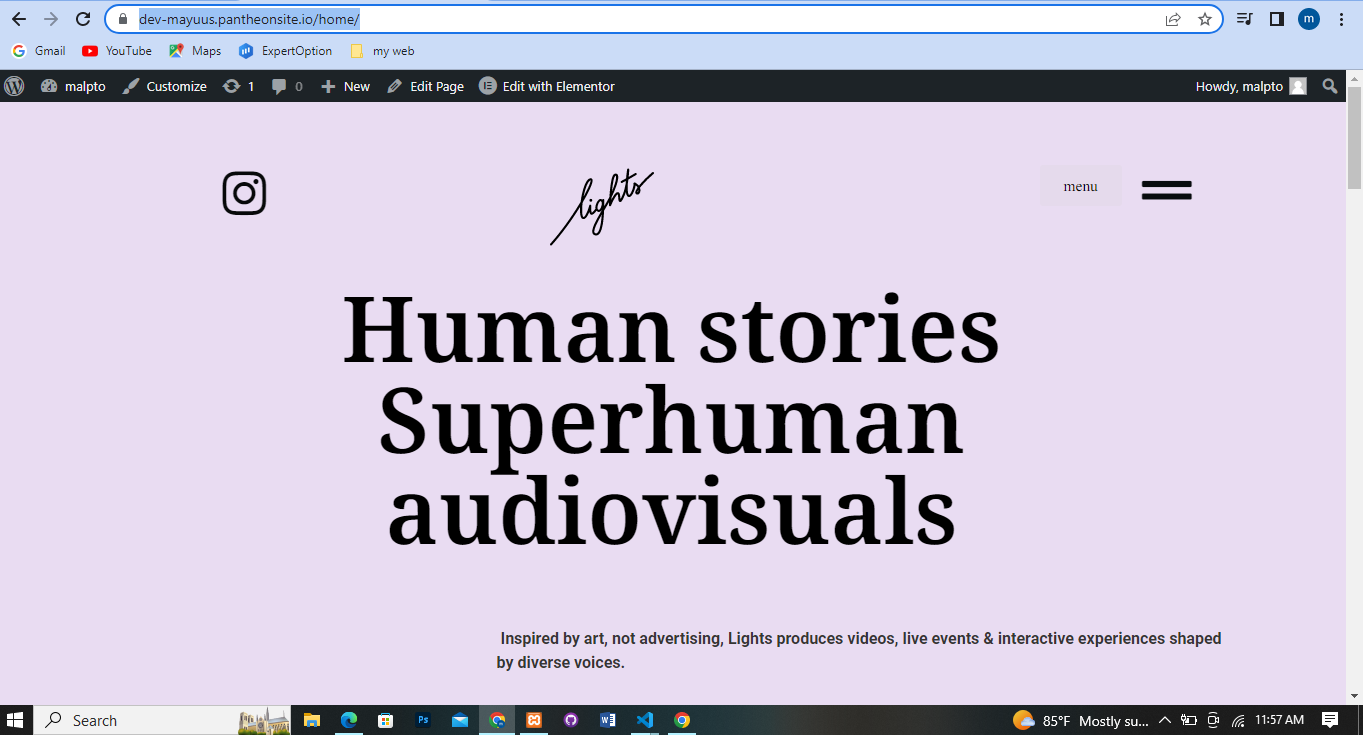 dev-mayuus.pantheonsite.io/home/
m
Gmail YouTube Maps ExpertOption my web
malpto Customize 1 0 New Edit Page Edit with Elementor Howdy, malpto
lights
menu
Human stories
Superhuman
audiovisuals
Inspired by art, not advertising, Lights produces videos, live events & interactive experiences shaped
by diverse voices.
Search Ps 85°F Mostly su... 11:57 AM